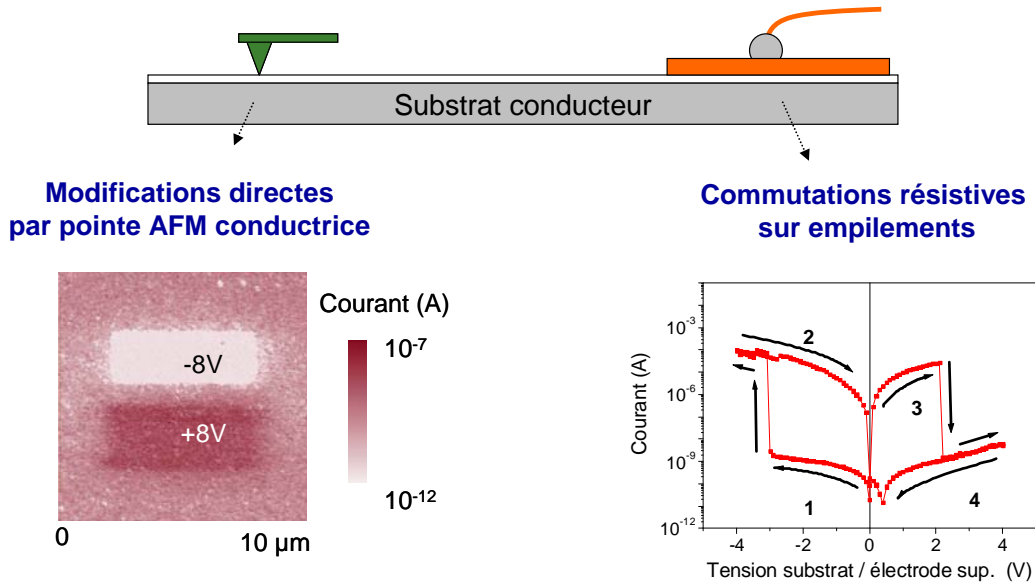 Substrat conducteur
Modifications directes
par pointe AFM conductrice
Commutations résistives
sur empilements
-8V
+8V
0
10 µm
Courant (A)
10-7
10-12
Courant (A)
10-3
10-6
10-9
10-12
2
3
1
4
-4
-2
0
2
4
Tension substrat / électrode sup. (V)